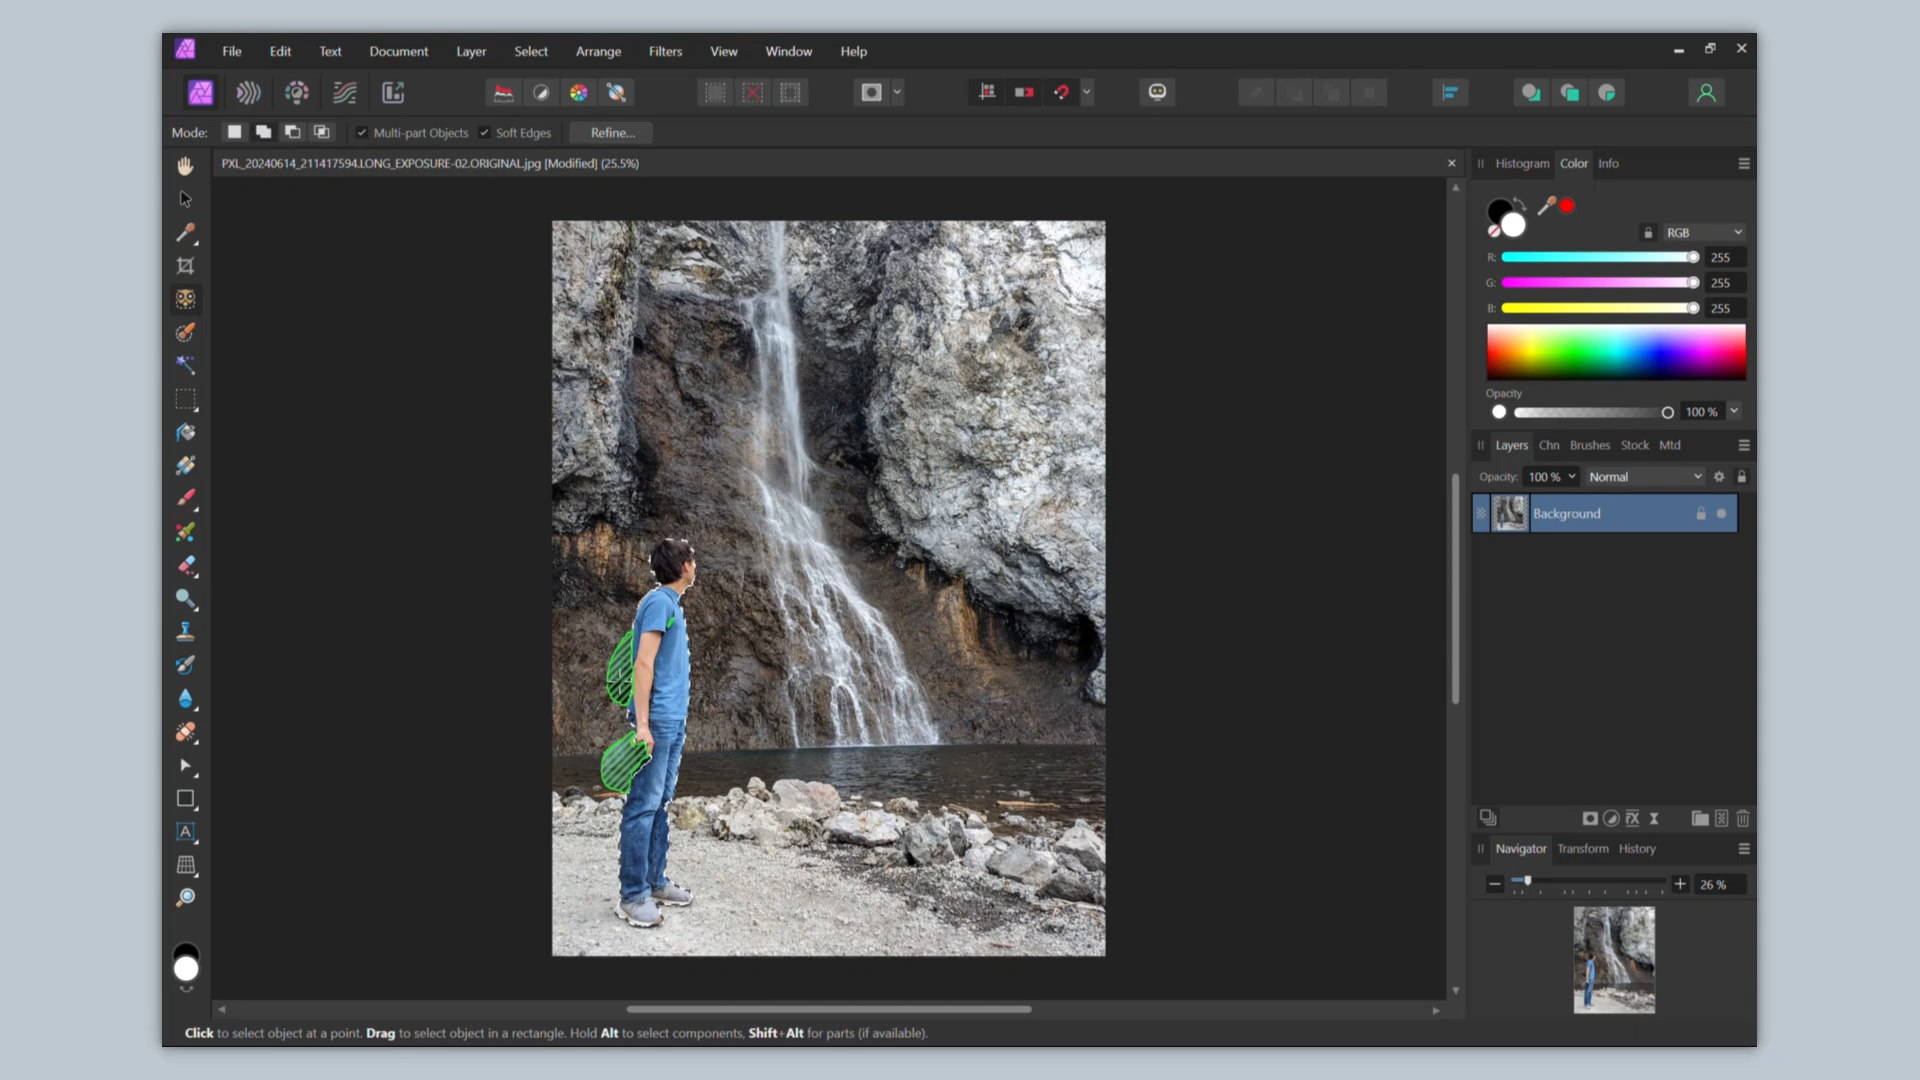 File Edit Text Document Layer Select Arrange Filters View Window Help
Mode: Multi-part Objects Soft Edges Refine...
PXL_20240614_211417594.LONG_EXPOSURE-02.ORIGINAL.jpg [Modified] (25.5%)
Histogram Color Info
RGB
R: 255
G: 255
B: 255
Opacity
100 %
Layers Chn Brushes Stock Mtd
Opacity: 100 % Normal
Background
Navigator Transform History
26 %
Click to select object at a point. Drag to select object in a rectangle. Hold Alt to select components, Shift+Alt for parts (if available).